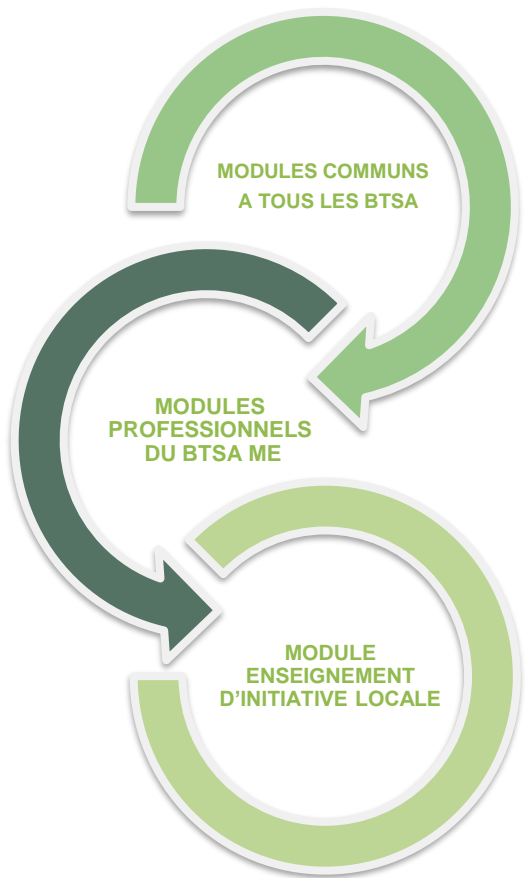 MODULES COMMUNS
A TOUS LES BTSA
MODULES
PROFESSIONNELS
DU BTSA ME
MODULE
ENSEIGNEMENT
D'INITIATIVE LOCALE